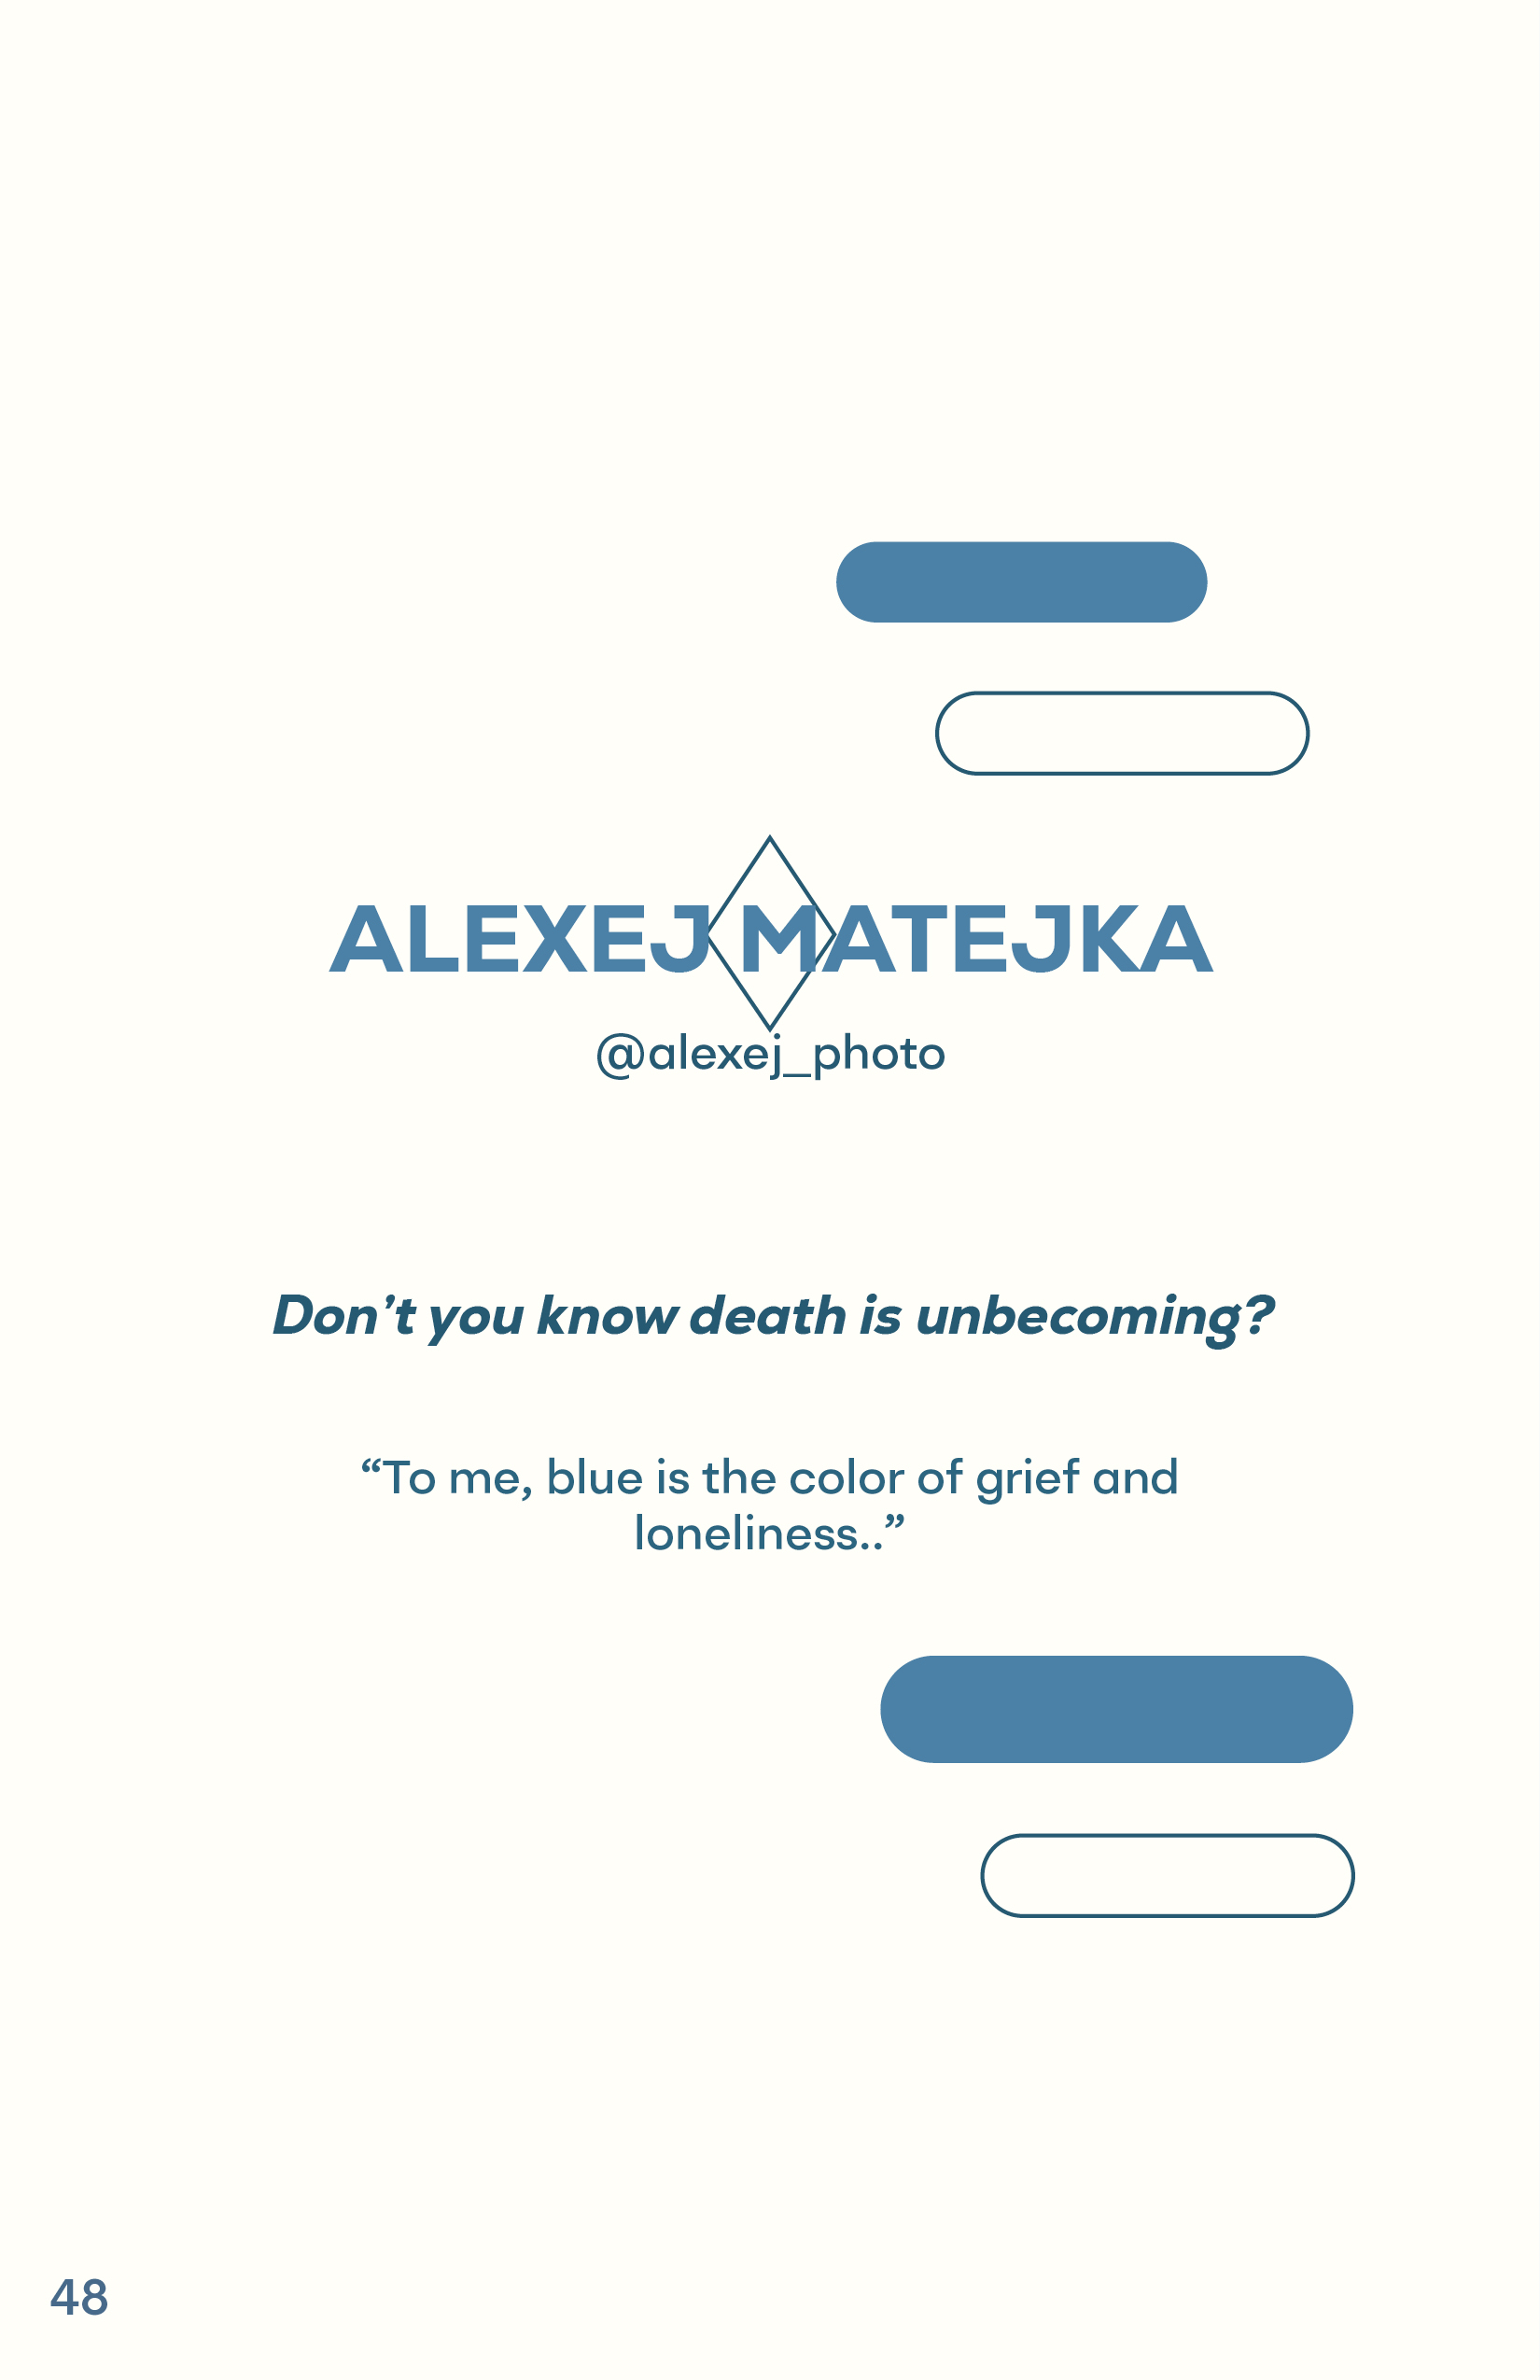 ALEXEJ MATEJKA
@alexej_photo
Don’t you know death is unbecoming?
“To me, blue is the color of grief and
loneliness..”
48